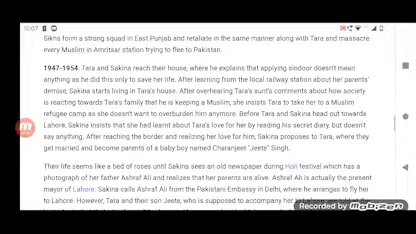 10:07
Sikhs form a strong squad in East Punjab and retaliate in the same manner along with Tara and massacre
every Muslim in Amritsar station trying to flee to Pakistan.
1947-1954: Tara and Sakina reach their house, where he explains that applying sindoor doesn't mean
anything as he did this only to save her life. After learning from the local railway station about her parents'
demise, Sakina starts living in Tara's house. After overhearing Tara aunt's comments about how society
is reacting towards Tara's family that he is keeping a Muslim, she insists Tara to take her to a Muslim
refugee camp as she doesn't want to overburden him anymore. Before Tara and Sakina head out towards
Lahore, Sakina insists that she had learnt about Tara's love for her by reading his secret diary, but doesn't
say anything. After reaching the border and realizing her love for him, Sakina proposes to Tara, where they
get married and become parents of a baby boy named Charanjeet "Jeete" Singh.
Their life seems like a bed of roses until Sakina sees an old newspaper during Holi festival which has a
photograph of her father Ashraf Ali and realizes that her parents are alive. Ashraf Ali is actually the present
mayor of Lahore. Sakina calls Ashraf Ali from the Pakistani Embassy in Delhi, where he arranges to fly her
to Lahore. However, Tara and their son Jeete, who is supposed to accompany her to Lahore,
Recorded by MOBIZEN